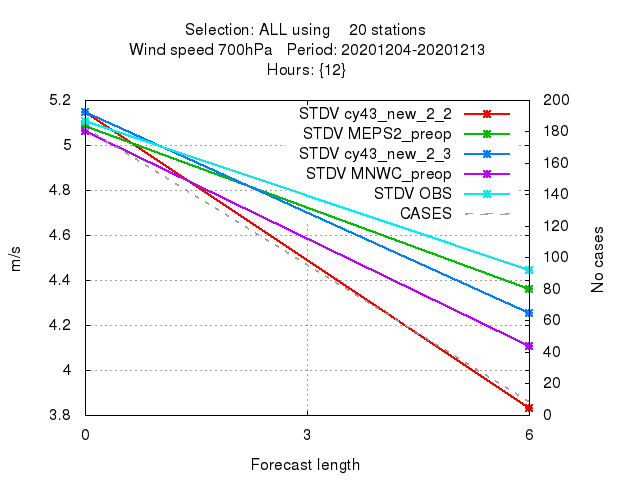 Selection: ALL using 20 stations
Wind speed 700hPa Period: 20201204-20201213
Hours: {12}
5.2
5
4.8
4.6
4.4
4.2
4
3.8
m/s
STDV cy43_new_2_2
STDV MEPS2_preop
STDV cy43_new_2_3
STDV MNWC_preop
STDV OBS
CASES
200
180
160
140
120
100
80
60
40
20
0
No cases
0 3 6
Forecast length